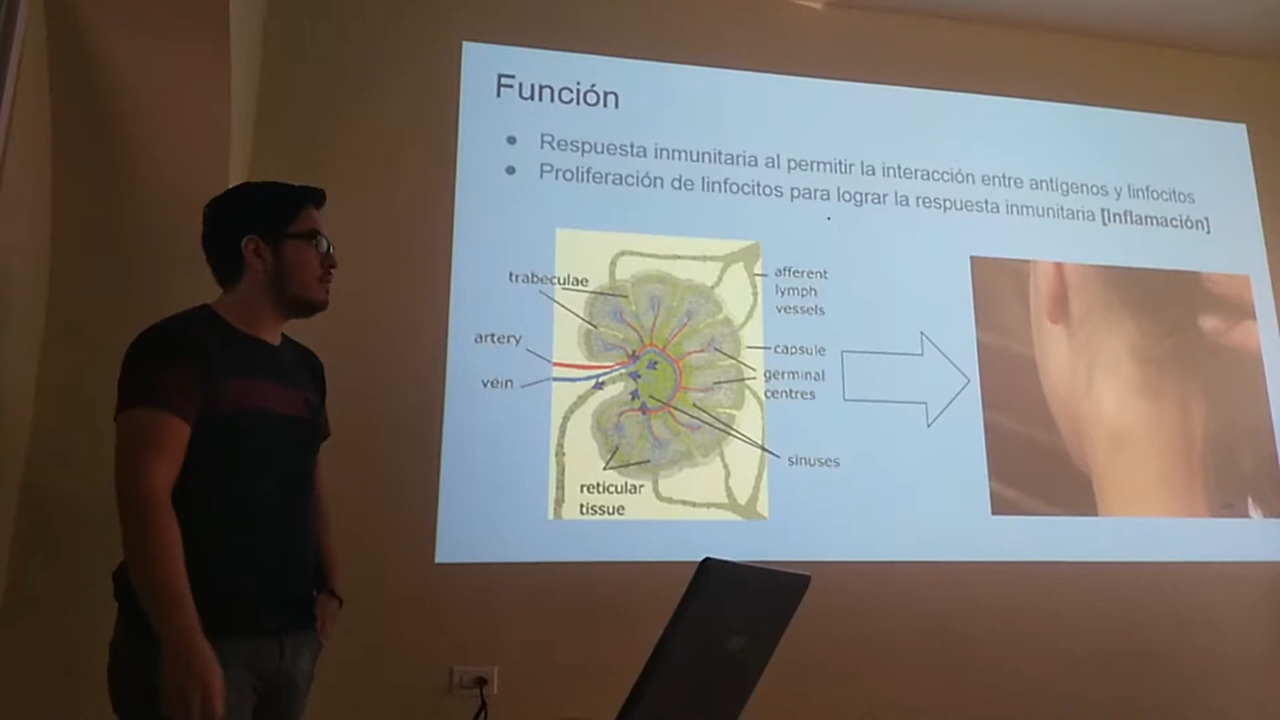 Función
Respuesta inmunitaria al permitir la interacción entre antígenos y linfocitos
Proliferación de linfocitos para lograr la respuesta inmunitaria [Inflamación]
trabeculae
artery
vein
afferent
lymph
vessels
capsule
germinal
centres
sinuses
reticular
tissue